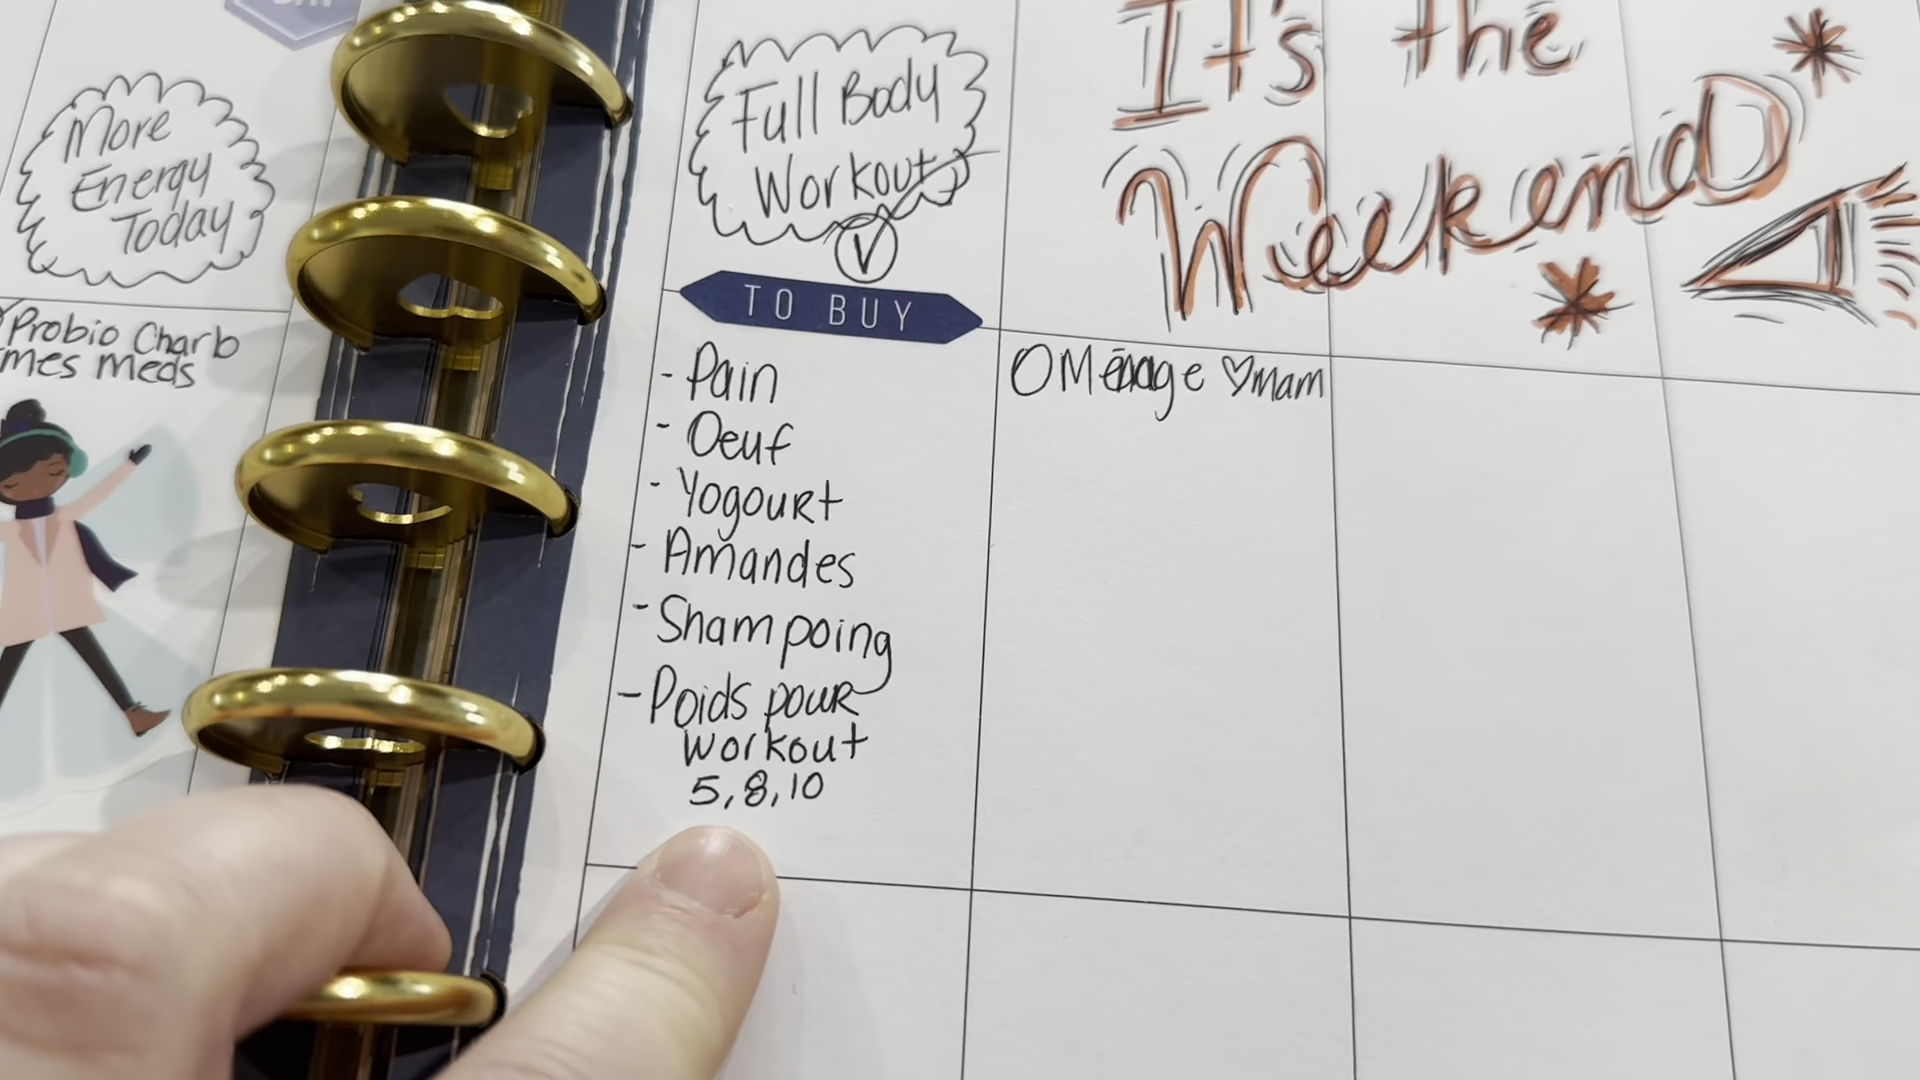 More
Energy
Today
Probio Charb
mes meds
Full Body
Workout
V
TO BUY
- Pain
- Oeuf
- Yogourt
- Amandes
- Shampoing
- Poids pour
workout
5,8,10
It's the
Weekend
O Ménage ♡mam